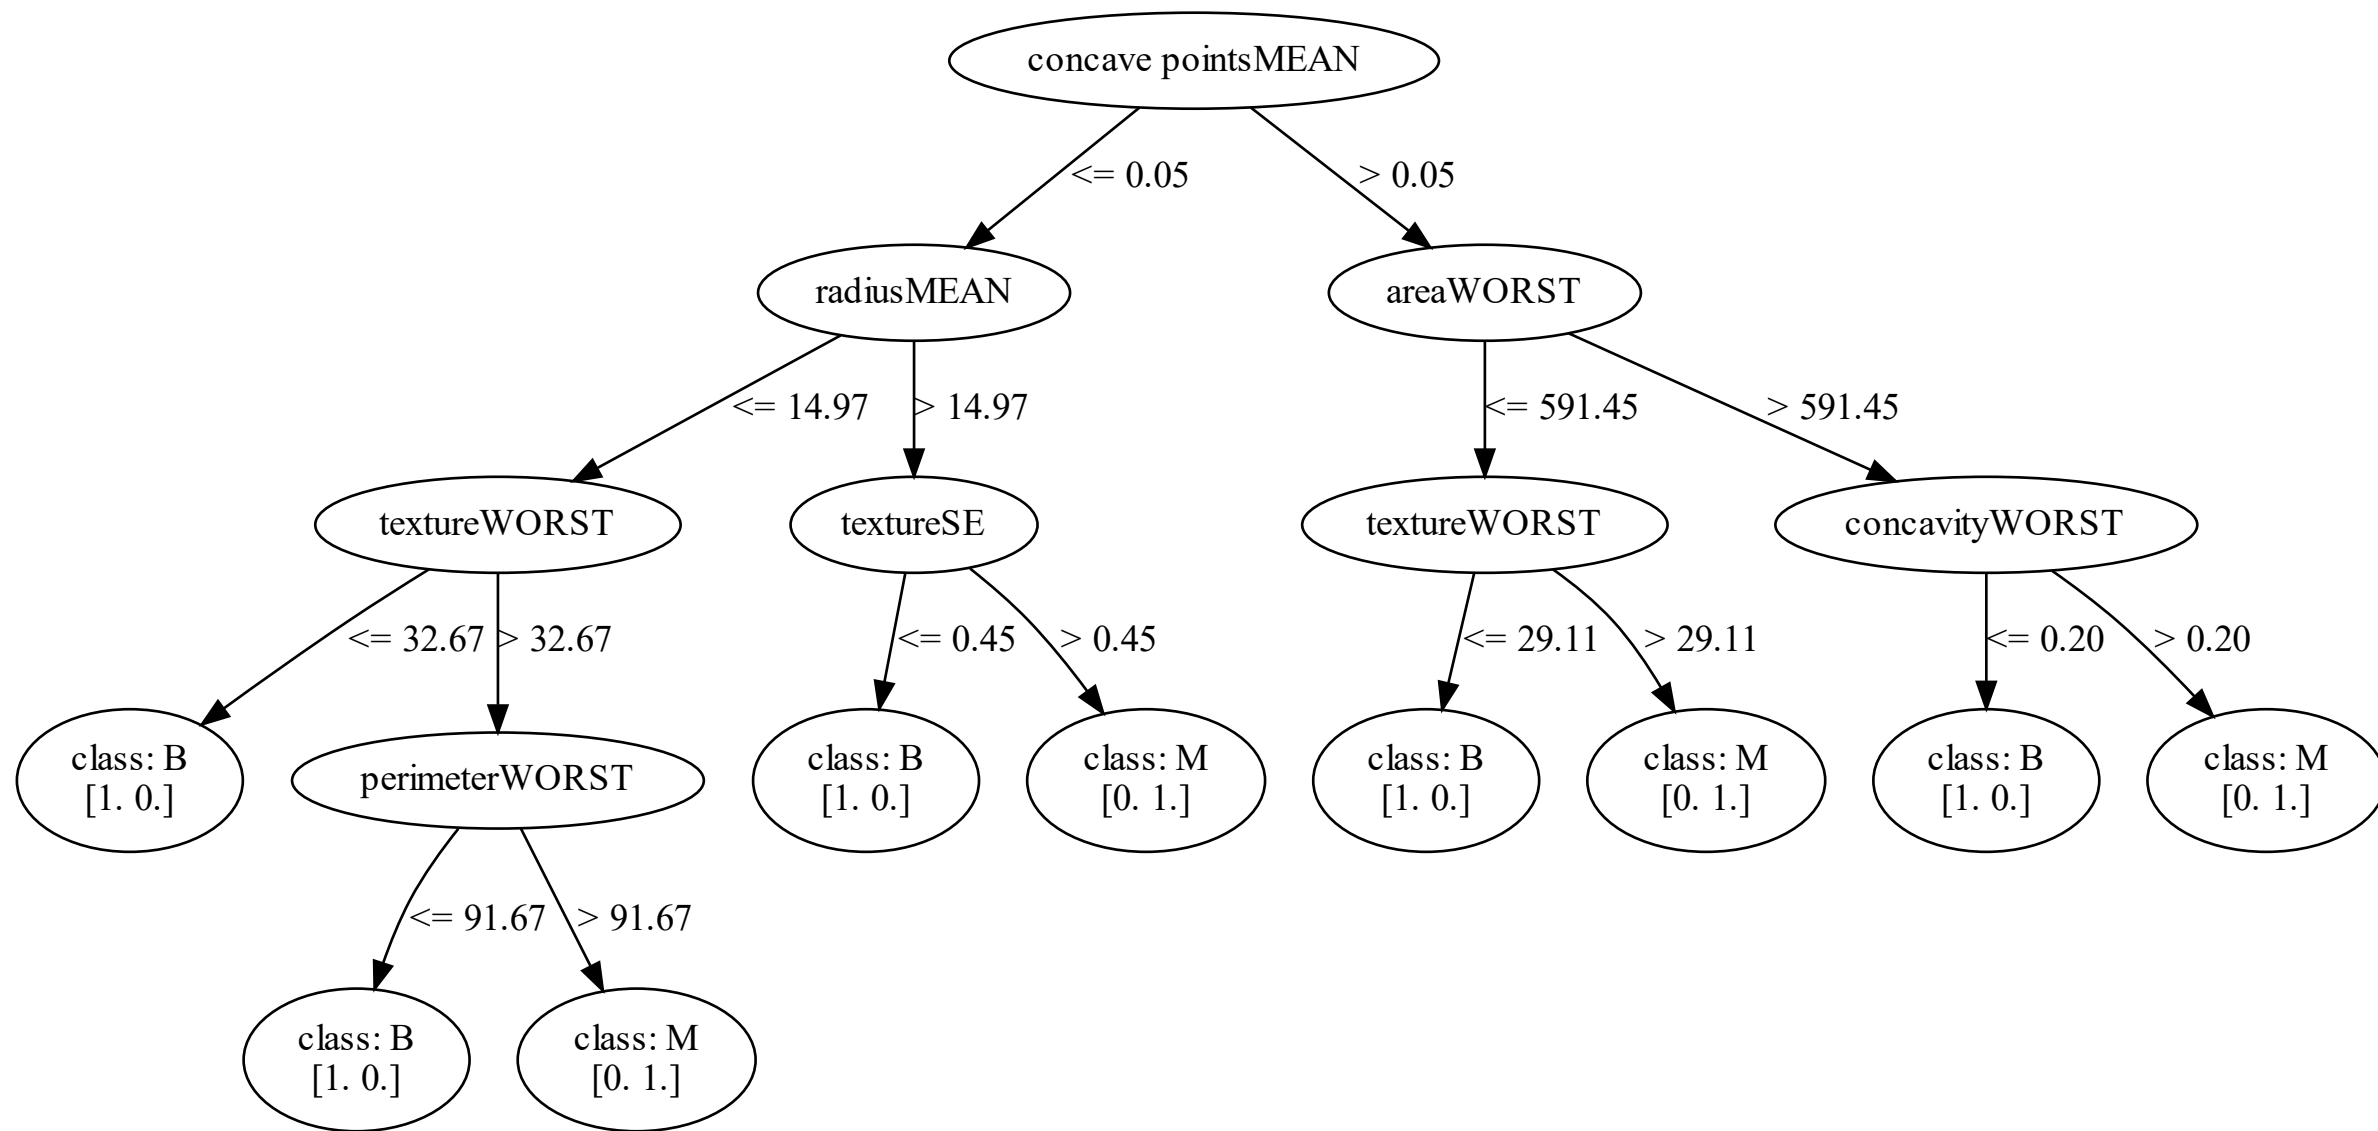 concave pointsMEAN
<= 0.05
> 0.05
radiusMEAN
areaWORST
<= 14.97
> 14.97
<= 591.45
> 591.45
textureWORST
textureSE
textureWORST
concavityWORST
<= 32.67
> 32.67
<= 0.45
> 0.45
<= 29.11
> 29.11
<= 0.20
> 0.20
class: B
[1. 0.]
perimeterWORST
class: B
[1. 0.]
class: M
[0. 1.]
class: B
[1. 0.]
class: M
[0. 1.]
class: B
[1. 0.]
class: M
[0. 1.]
<= 91.67
> 91.67
class: B
[1. 0.]
class: M
[0. 1.]